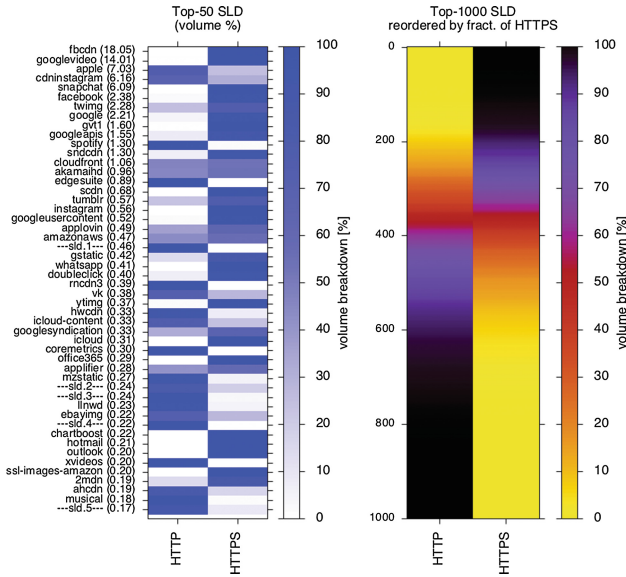 Top-50 SLD
(volume %)
fbcdn (18.05)
googlevideo (14.01)
apple (7.03)
cdninstagram (6.16)
snapchat (6.09)
facebook (2.38)
twimg (2.28)
google (2.21)
gvt1 (1.60)
googleapis (1.55)
spotify (1.30)
sndcdn (1.30)
cloudfront (1.06)
akamaihd (0.96)
edgesuite (0.89)
scdn (0.68)
tumblr (0.57)
instagram (0.56)
googleusercontent (0.52)
applovin (0.49)
amazonaws (0.47)
---sld.1--- (0.46)
gstatic (0.42)
whatsapp (0.41)
doubleclick (0.40)
rncdn3 (0.39)
vk (0.38)
ytimg (0.37)
hwcdn (0.33)
icloud-content (0.33)
googlesyndication (0.33)
icloud (0.31)
coremetrics (0.30)
office365 (0.29)
applifier (0.28)
mzstatic (0.27)
---sld.2--- (0.24)
---sld.3--- (0.24)
llnwd (0.23)
ebayimg (0.22)
---sld.4--- (0.22)
chartboost (0.22)
hotmail (0.21)
outlook (0.20)
xvideos (0.20)
ssl-images-amazon (0.20)
2mdn (0.19)
ahcdn (0.19)
musical (0.18)
---sld.5--- (0.17)
HTTP
HTTPS
100
90
80
70
60
50
40
30
20
10
0
volume breakdown [%]
Top-1000 SLD
reordered by fract. of HTTPS
0
200
400
600
800
1000
HTTP
HTTPS
100
90
80
70
60
50
40
30
20
10
0
volume breakdown [%]